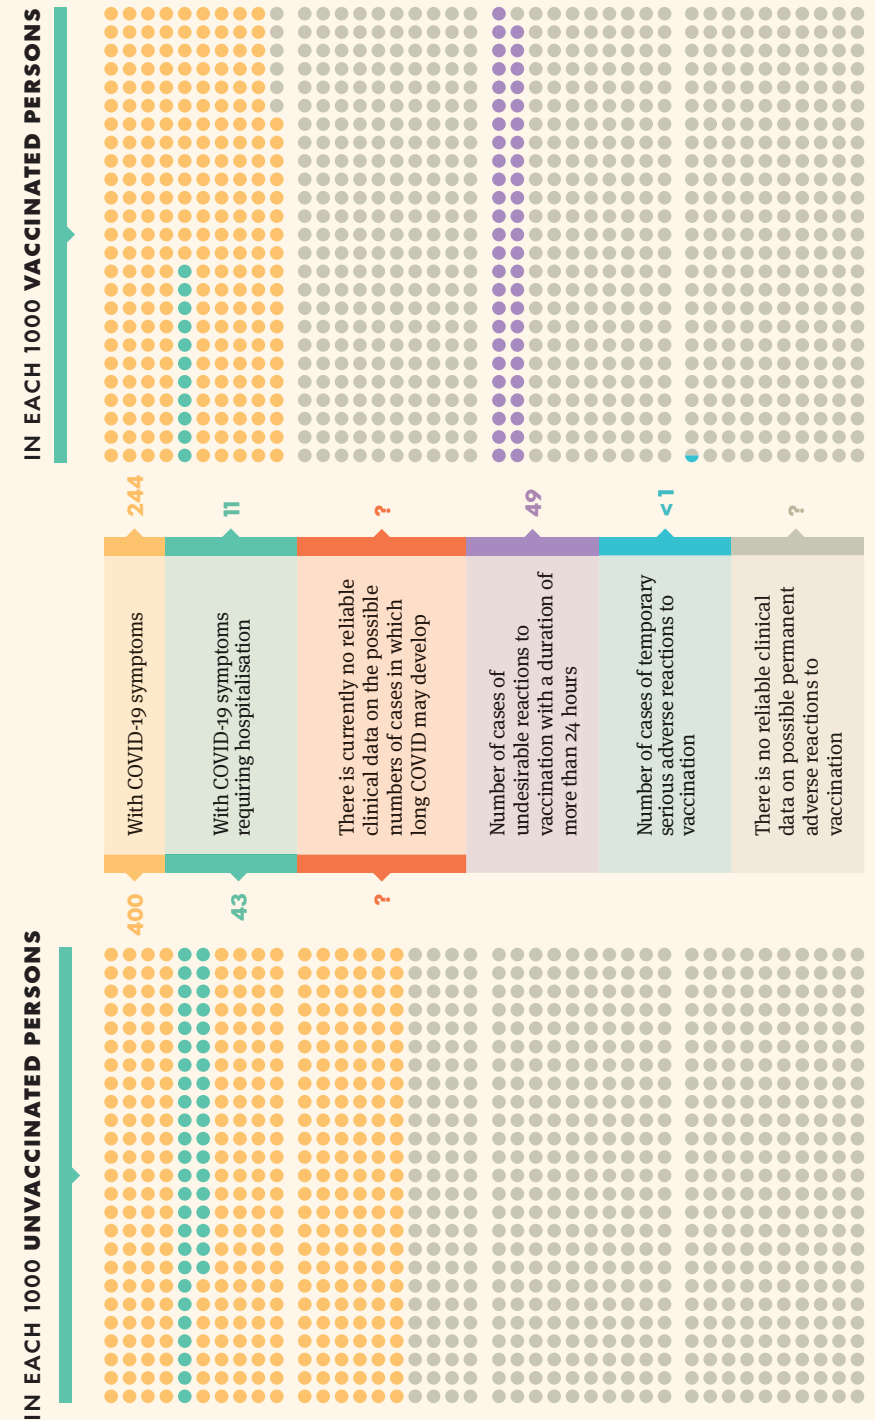 IN EACH 1000 UNVACCINATED PERSONS
IN EACH 1000 VACCINATED PERSONS
400
With COVID-19 symptoms
244
43
With COVID-19 symptoms
requiring hospitalisation
11
?
There is currently no reliable
clinical data on the possible
numbers of cases in which
long COVID may develop
?
Number of cases of
undesirable reactions to
vaccination with a duration of
more than 24 hours
49
Number of cases of temporary
serious adverse reactions to
vaccination
<1
There is no reliable clinical
data on possible permanent
adverse reactions to
vaccination
?